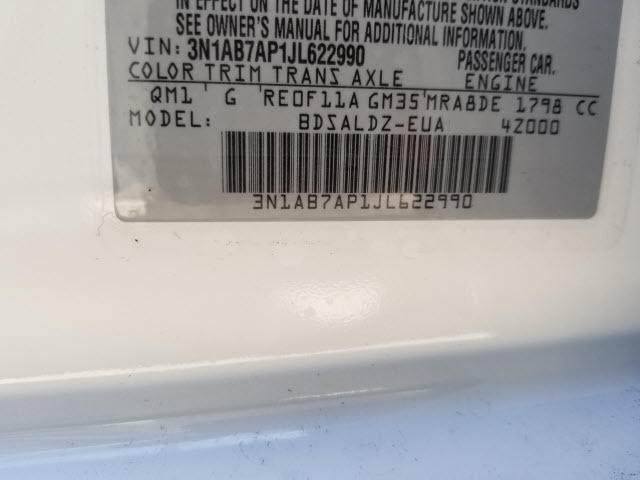 IN EFFECT ON THE DATE OF MANUFACTURE SHOWN ABOVE.
SEE OWNER'S MANUAL FOR ADDITIONAL INFORMATION.
VIN: 3N1AB7AP1JL622990 PASSENGER CAR.
COLOR TRIM TRANS AXLE ENGINE
QM1 G RE0F11A GM35 MRA8DE 1798 CC
MODEL: BDSALDZ-EUA 42000
3N1AB7AP1JL622990